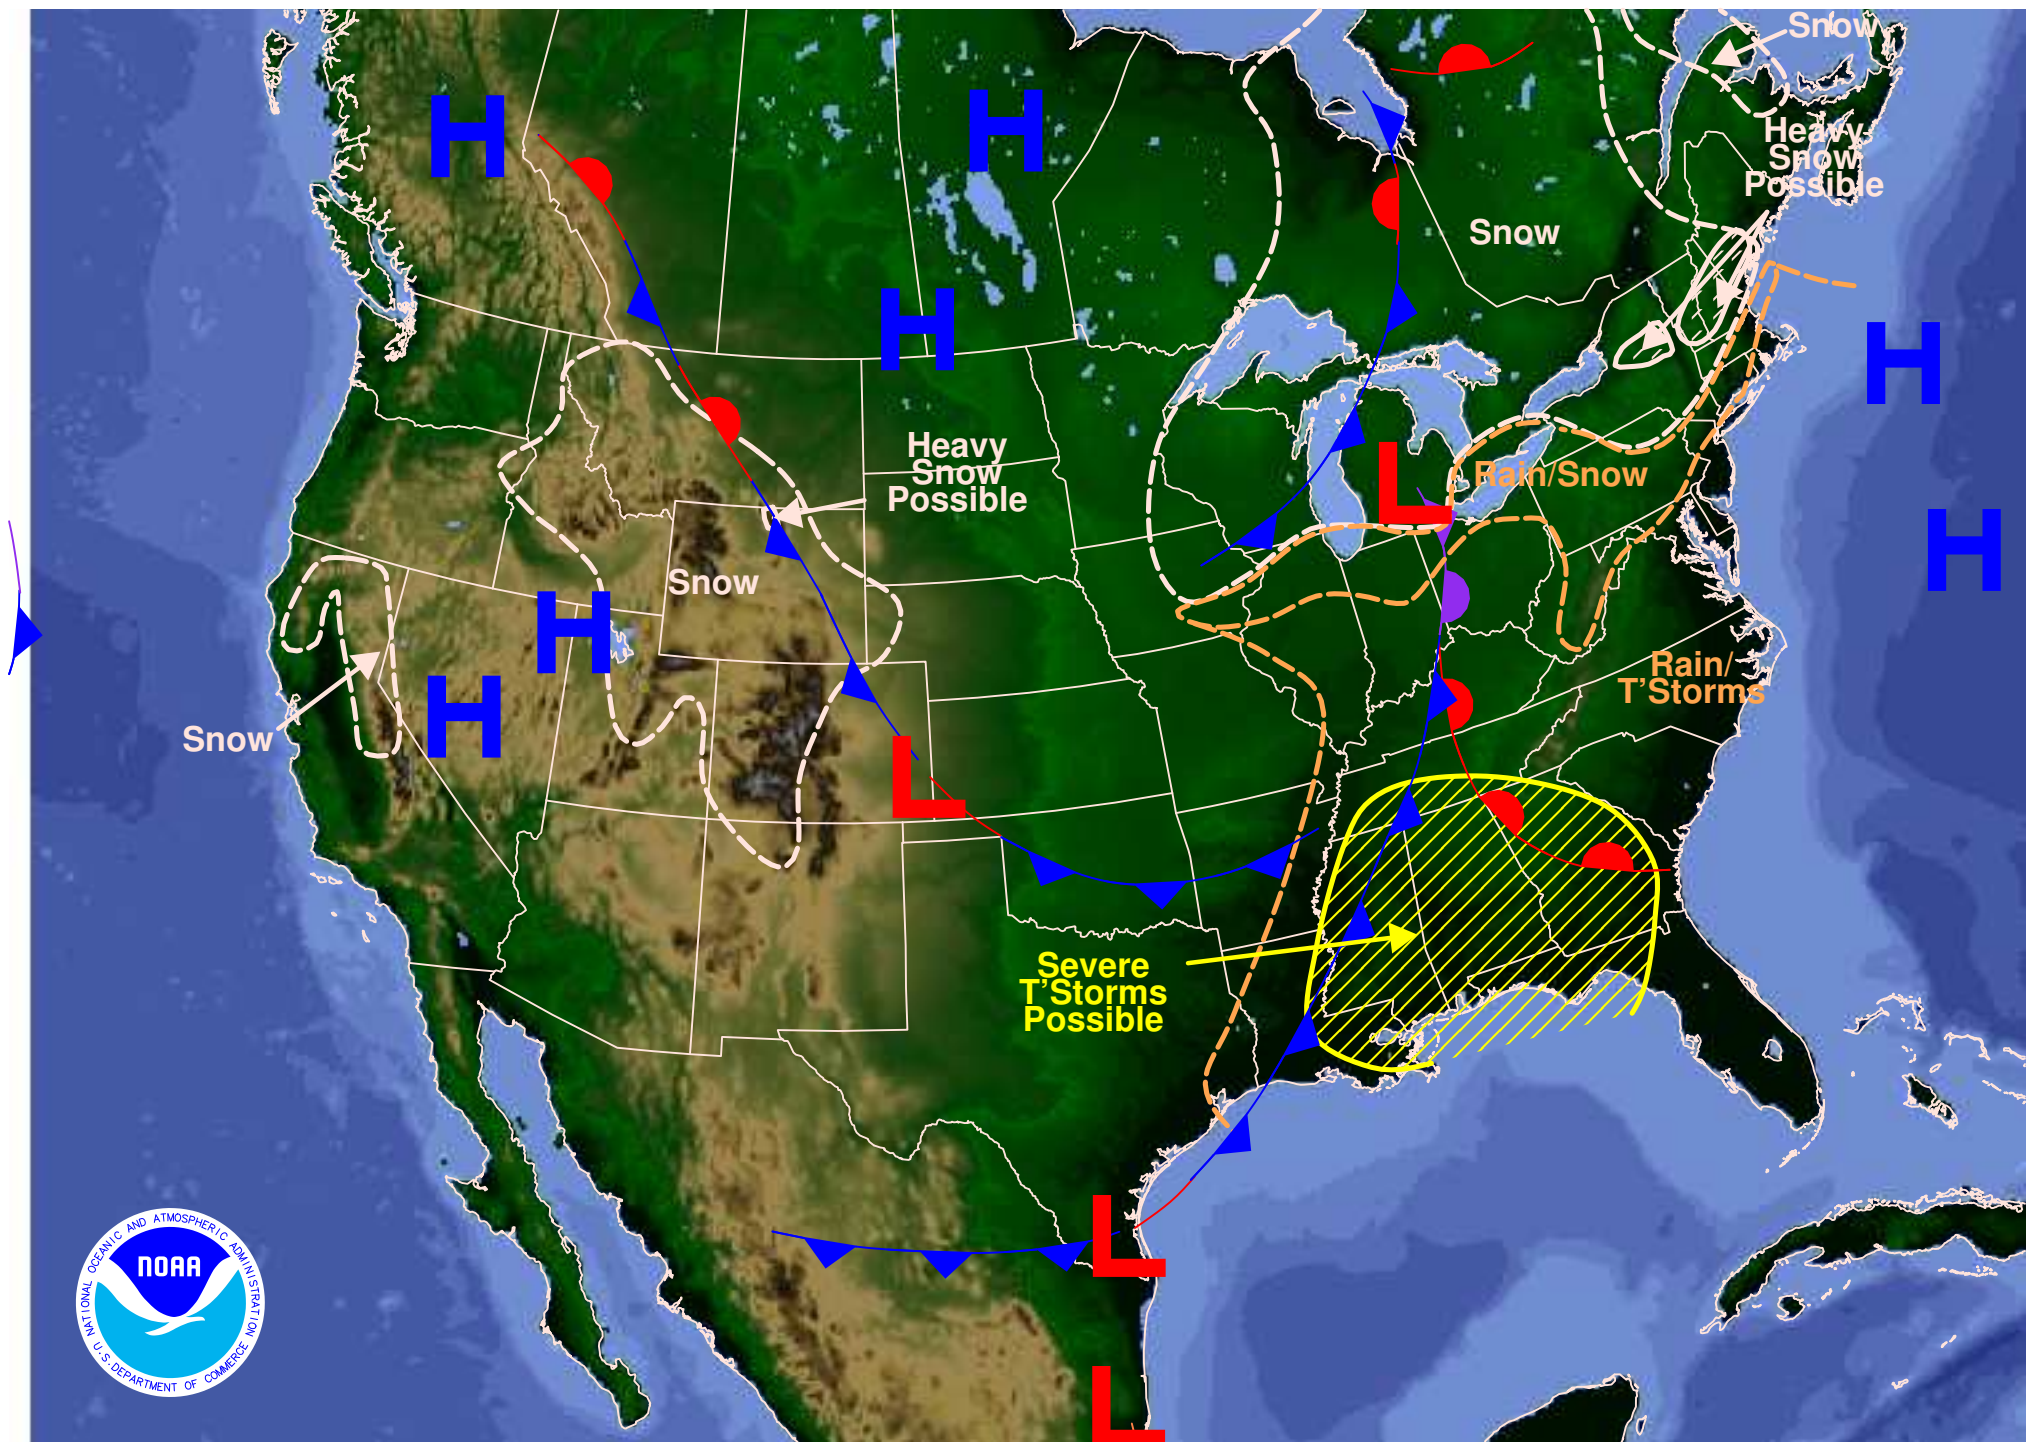 Snow
H
H
Heavy
Snow
Possible
Snow
H
H
Heavy
Snow
Possible
L
Rain/Snow
H
Snow
H
Rain/
T'Storms
H
Snow
L
Severe
T'Storms
Possible
L
NATIONAL OCEANIC AND ATMOSPHERIC ADMINISTRATION
NOAA
U.S. DEPARTMENT OF COMMERCE
L